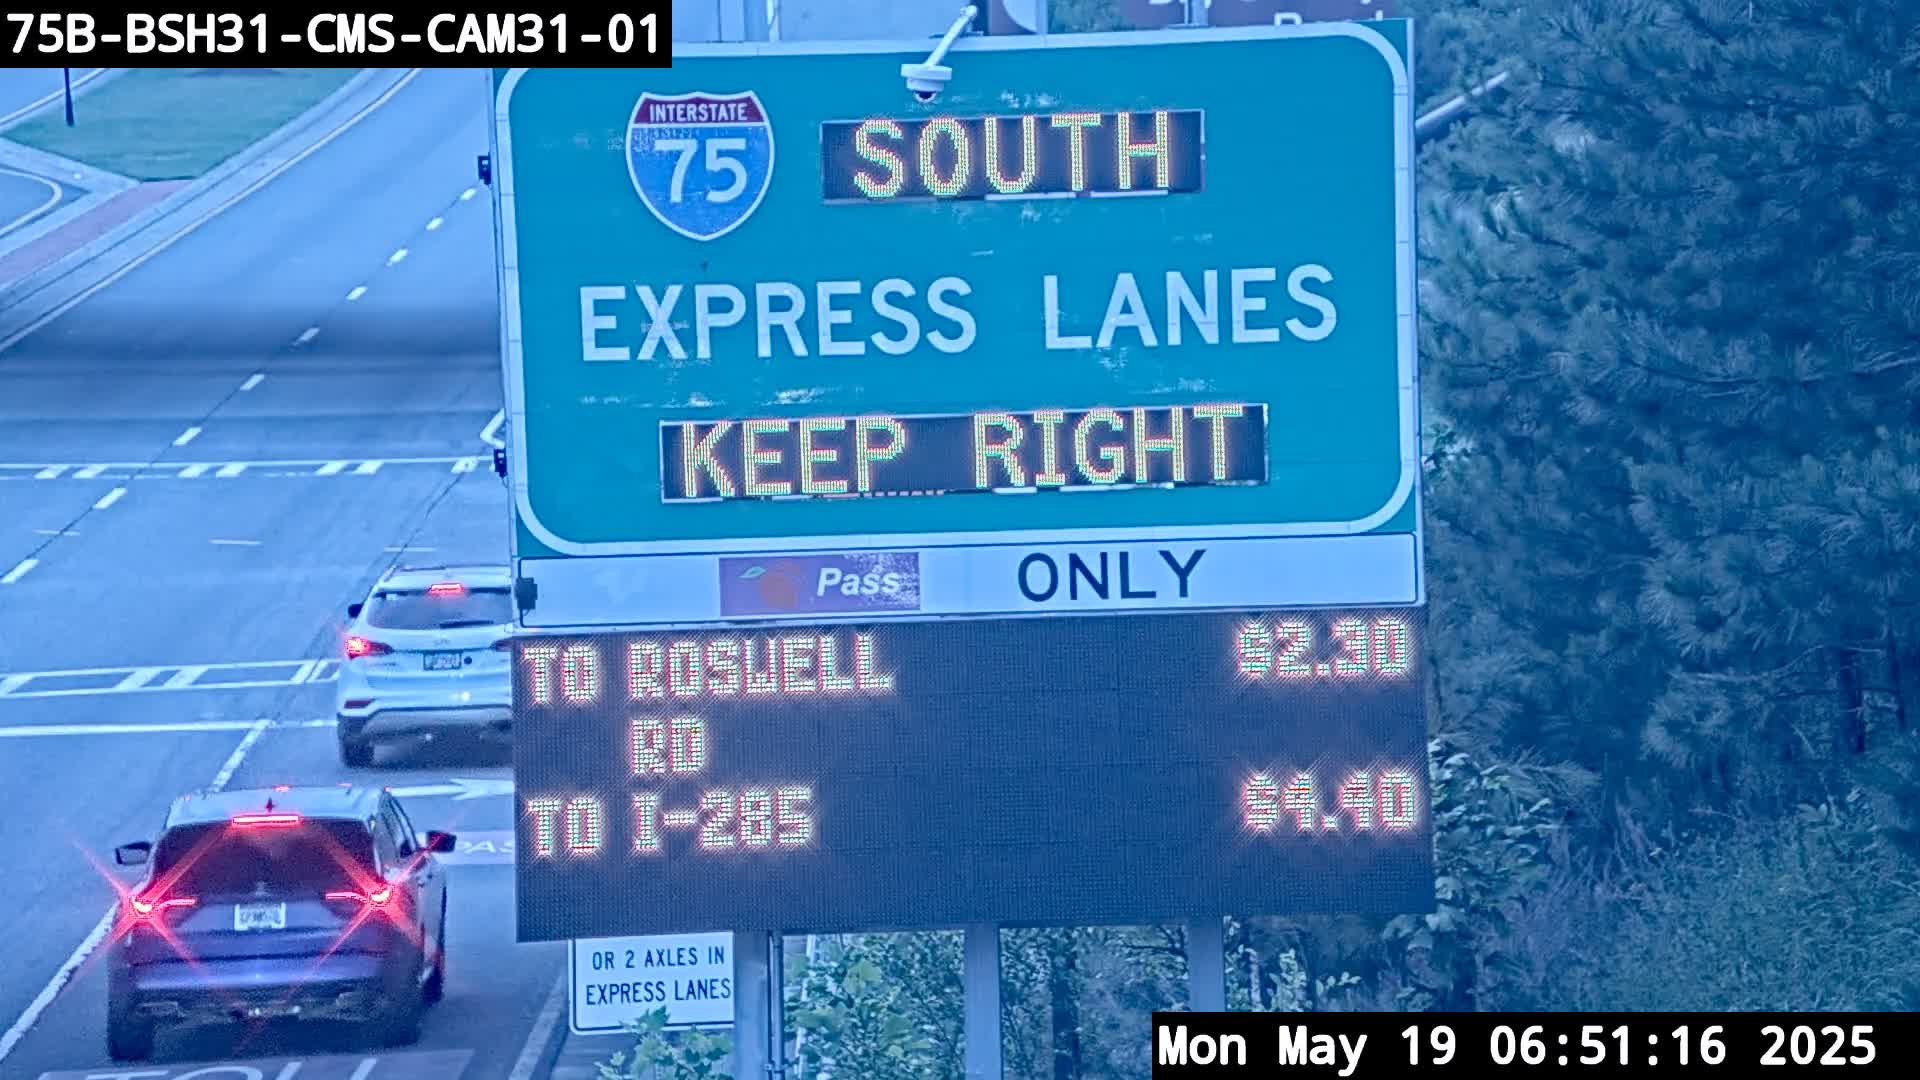 75B-BSH31-CMS-CAM31-01
INTERSTATE
75
SOUTH
EXPRESS LANES
KEEP RIGHT
Pass ONLY
TO ROSWELL $2.30
RD
TO I-285 $4.40
OR 2 AXLES IN
EXPRESS LANES
TOLL
Mon May 19 06:51:16 2025